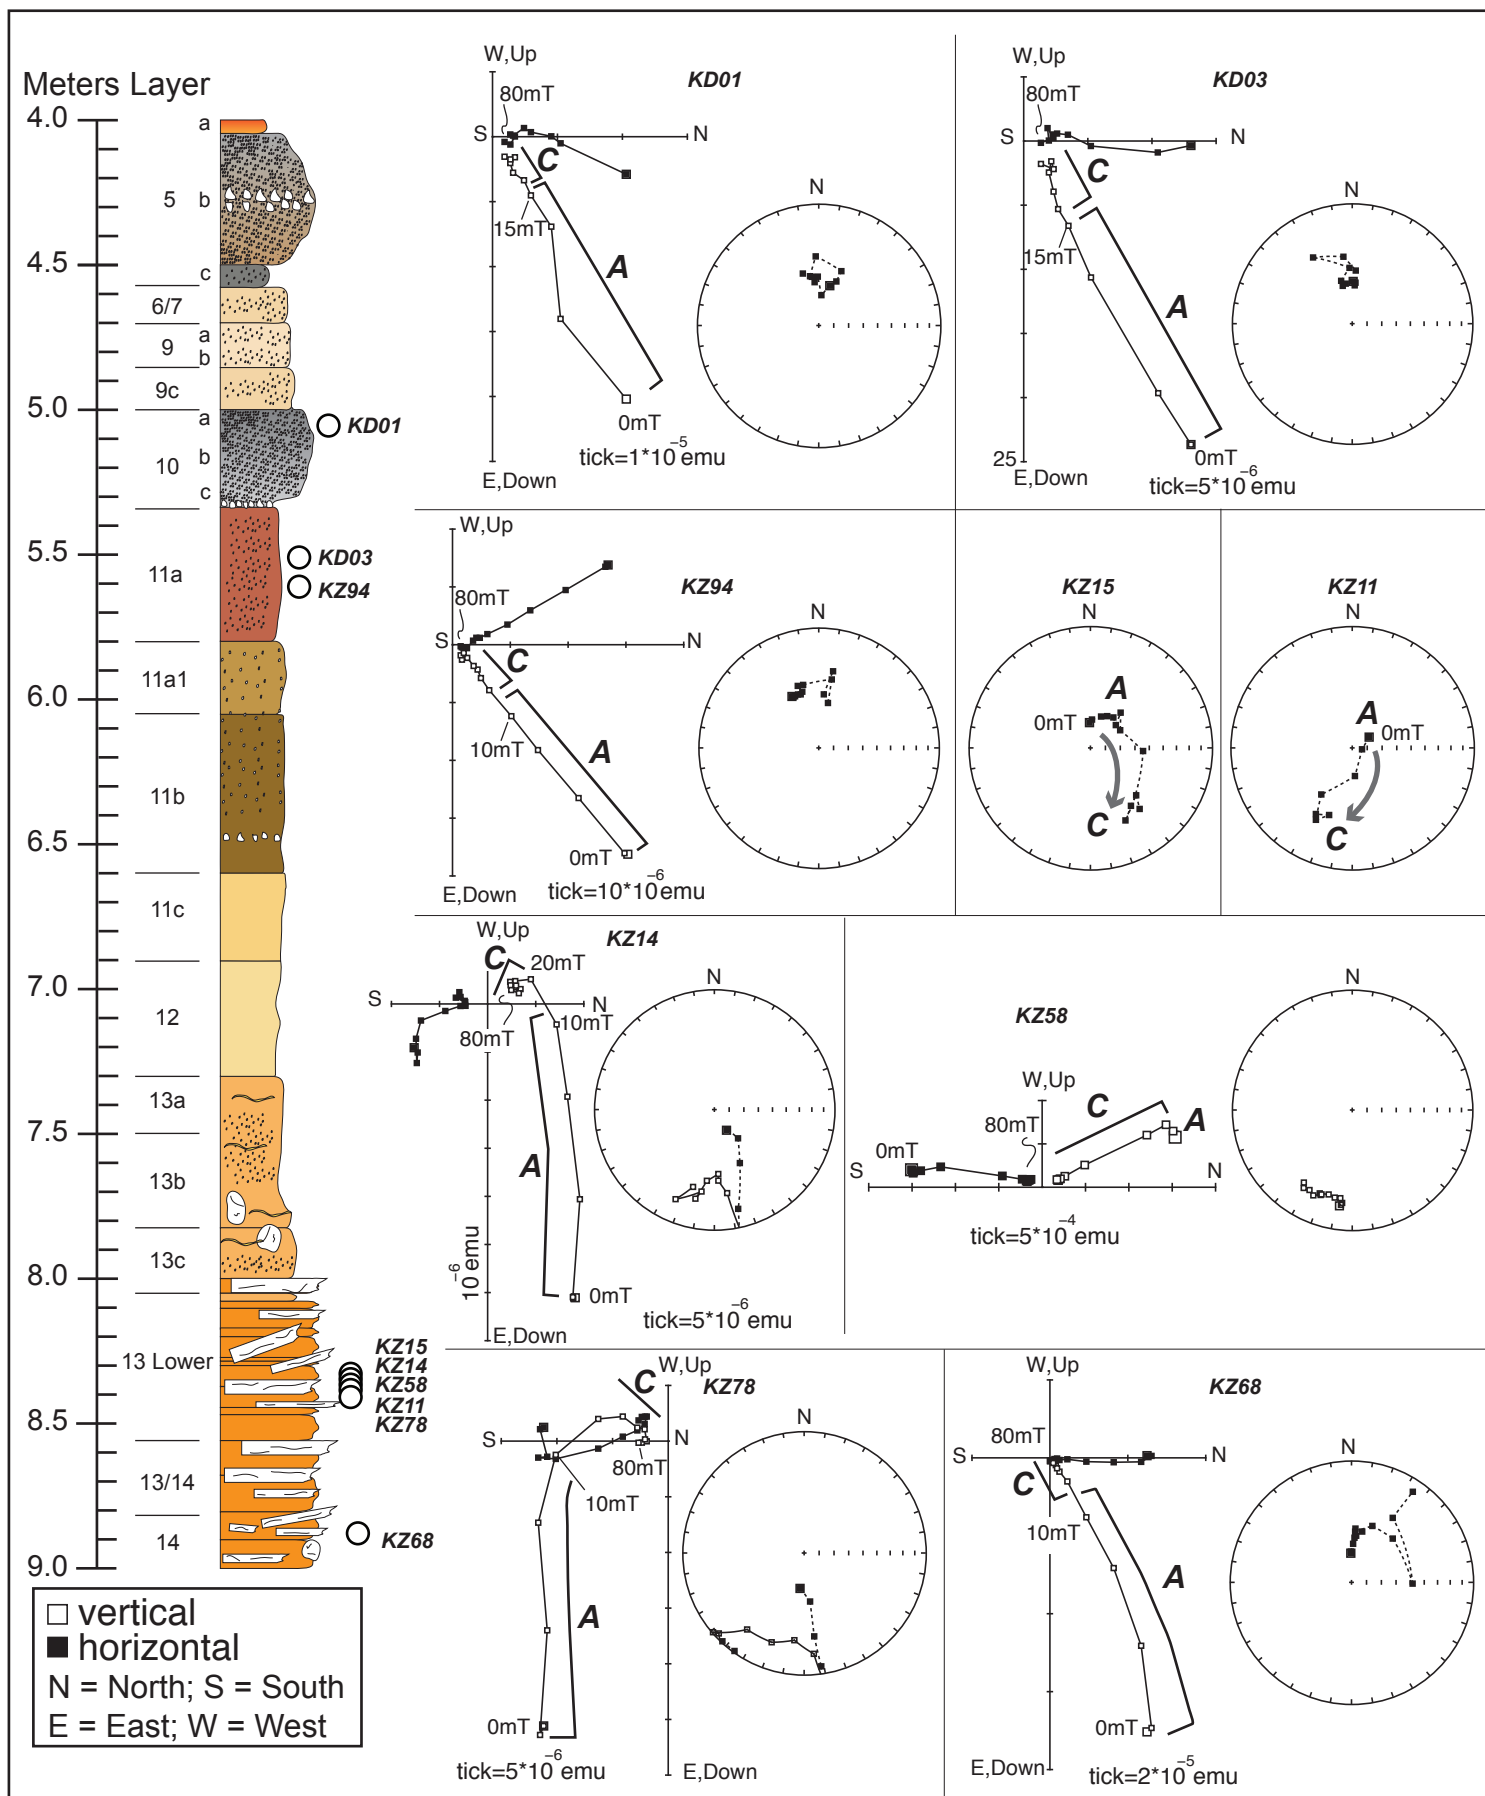 Meters Layer
4.0
4.5
5.0
5.5
6.0
6.5
7.0
7.5
8.0
8.5
9.0
a
5 b
c
6/7
a
9
b
9c
a
b
10
c
11a
11a1
11b
11c
12
13a
13b
13c
13 Lower
13/14
14
KD01
KD03
KZ94
KZ15
KZ14
KZ58
KZ11
KZ78
KZ68
vertical
horizontal
N = North; S = South
E = East; W = West
W,Up
KD01
80mT
S
N
C
15mT
A
0mT
tick=1*10-5 emu
E,Down
N
W,Up
KD03
80mT
S
N
C
15mT
A
0mT
25
E,Down
tick=5*10-6 emu
N
W,Up
KZ94
80mT
S
N
C
10mT
A
0mT
E,Down
tick=10*10-6 emu
N
KZ15
N
A
0mT
C
KZ11
N
A
0mT
C
W,Up
KZ14
C
20mT
S
N
10mT
80mT
A
10-6 emu
0mT
E,Down
tick=5*10-6 emu
N
KZ58
W,Up
C
A
80mT
0mT
S
N
tick=5*10-4 emu
N
W,Up
C
KZ78
S
N
80mT
10mT
A
0mT
tick=5*10-6 emu
E,Down
N
W,Up
KZ68
80mT
S
N
C
10mT
A
0mT
E,Down
tick=2*10-5 emu
N